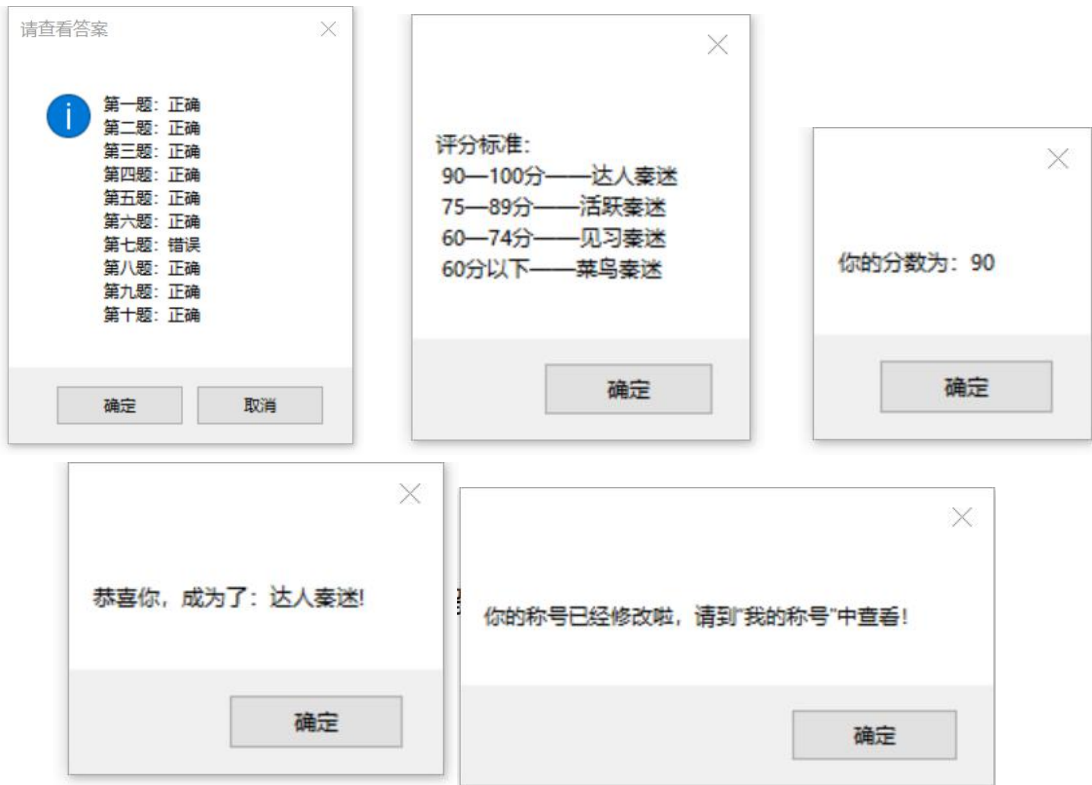 请查看答案
第一题：正确
第二题：正确
第三题：正确
第四题：正确
第五题：正确
第六题：正确
第七题：错误
第八题：正确
第九题：正确
第十题：正确
确定
取消
评分标准：
90—100分——达人秦迷
75—89分——活跃秦迷
60—74分——见习秦迷
60分以下——菜鸟秦迷
确定
你的分数为：90
确定
恭喜你，成为了：达人秦迷!
确定
你的称号已经修改啦，请到"我的称号"中查看!
确定